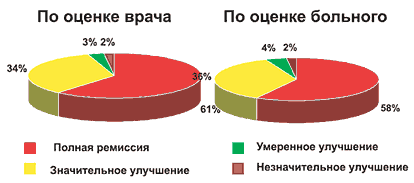 По оценке врача
По оценке больного
3% 2%
34%
61%
4% 2%
36%
58%
Полная ремиссия
Значительное улучшение
Умеренное улучшение
Незначительное улучшение